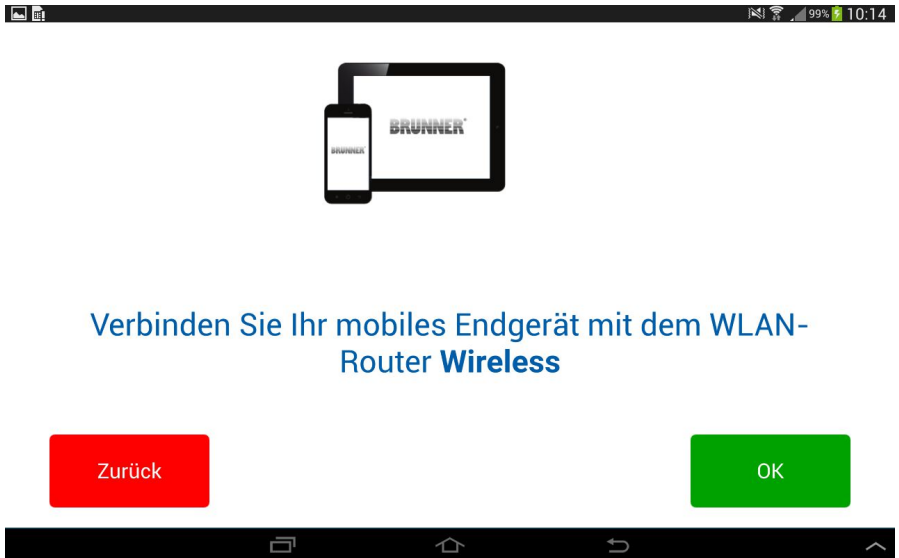 99% 10:14
BRUNNER
BRUNNER
Verbinden Sie Ihr mobiles Endgerät mit dem WLAN-
Router Wireless
Zurück OK